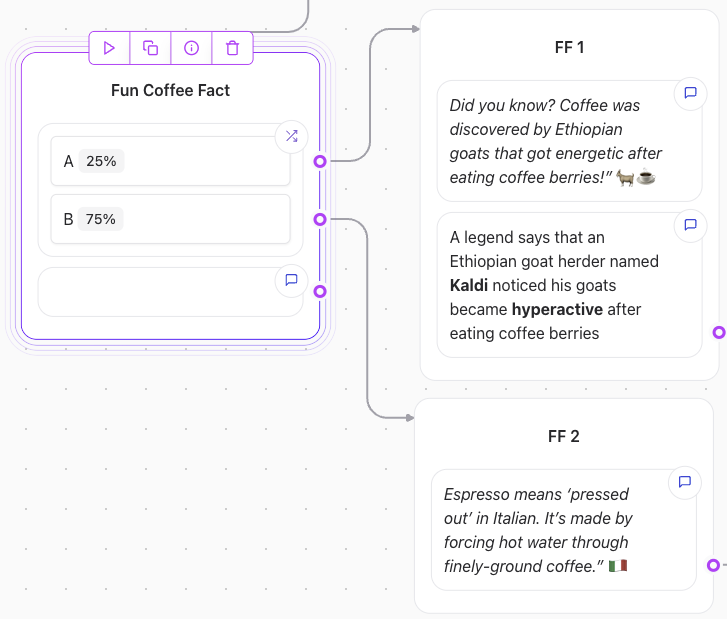 Fun Coffee Fact
A 25%
B 75%
FF 1
Did you know? Coffee was
discovered by Ethiopian
goats that got energetic after
eating coffee berries!” 🐐☕
A legend says that an
Ethiopian goat herder named
Kaldi noticed his goats
became hyperactive after
eating coffee berries
FF 2
Espresso means ‘pressed
out’ in Italian. It’s made by
forcing hot water through
finely-ground coffee.” 🇮🇹